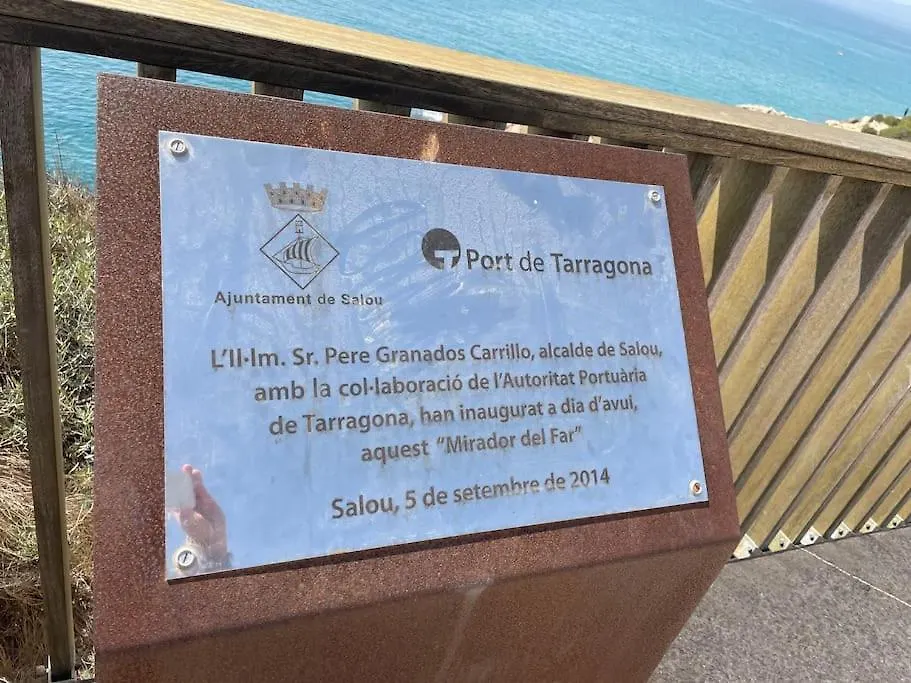 Ajuntament de Salou
Port de Tarragona
L'Il·lm. Sr. Pere Granados Carrillo, alcalde de Salou,
amb la col·laboració de l'Autoritat Portuària
de Tarragona, han inaugurat a dia d'avui,
aquest "Mirador del Far"
Salou, 5 de setembre de 2014